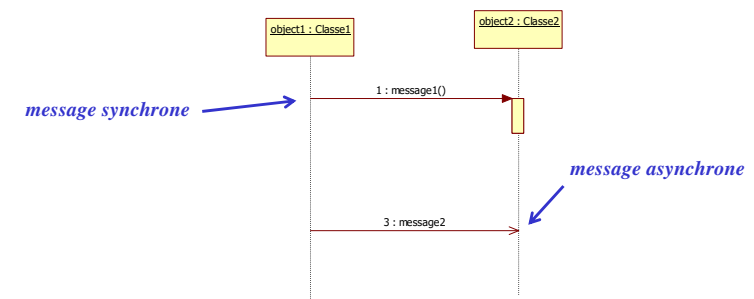 object1 : Classe1
object2 : Classe2
1 : message1()
message synchrone
message asynchrone
3 : message2